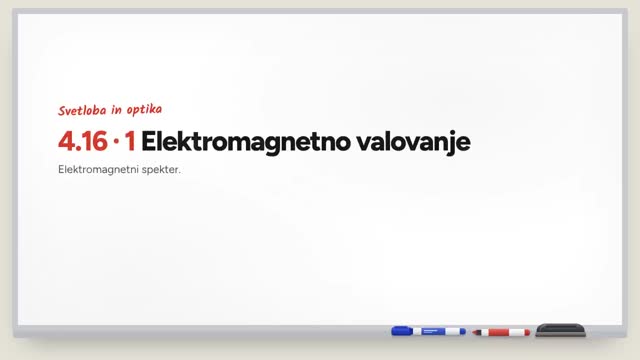 Svetloba in optika
4.16 · 1 Elektromagnetno valovanje
Elektromagnetni spekter.